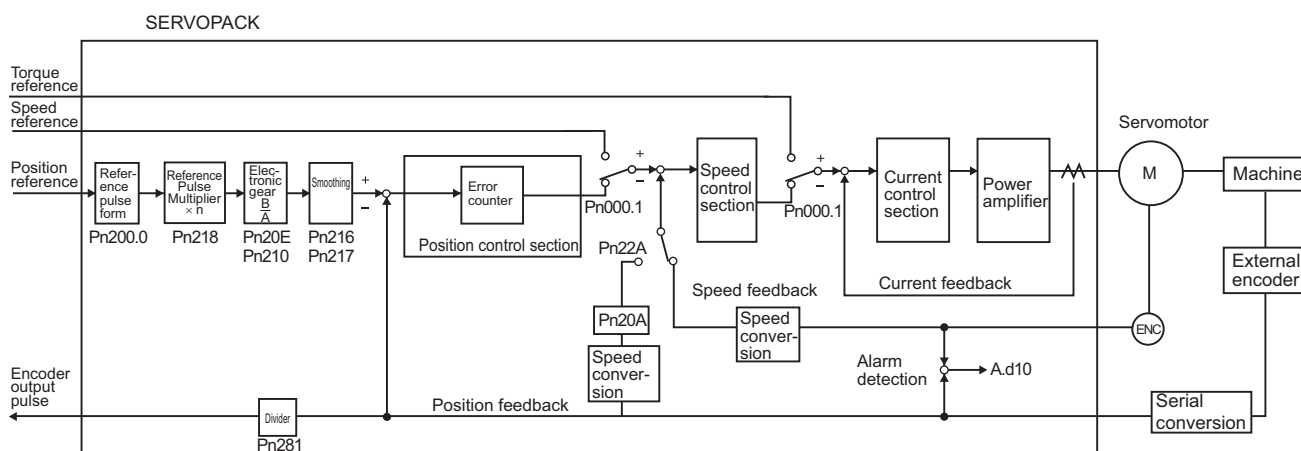 SERVOPACK
Torque
reference
Speed
reference
Position
reference
Refer-
ence
pulse
form
Pn200.0
Reference
Pulse
Multiplier
× n
Pn218
Elec-
tronic
gear
B
A
Pn20E
Pn210
Smoothing
Pn216
Pn217
+
−
Error
counter
Position control section
+
−
Pn000.1
Speed
control
section
+
−
Pn000.1
Current
control
section
Power
amplifier
Servomotor
M
Machine
External
encoder
Pn22A
Pn20A
Speed
conver-
sion
Speed feedback
Speed
conver-
sion
Current feedback
ENC
Alarm
detection
A.d10
Serial
conversion
Encoder
output
pulse
Divider
Pn281
Position feedback